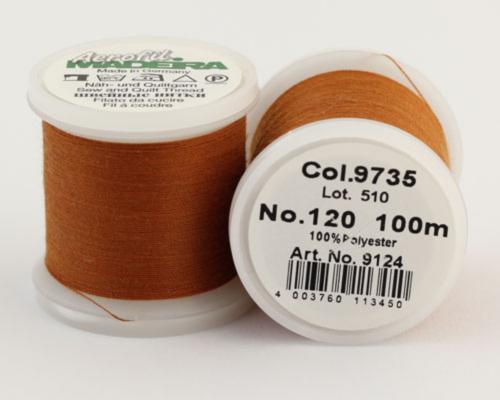 Aerofil
MADEIRA
Made in Germany
Näh- und Quiltgarn
Sew and Quilt Thread
Швейные нитки
Filato da cucire
Fil à coudre
Col.9735
Lot. 510
No.120 100m
100% Polyester
Art. No. 9124
4 003760 113450